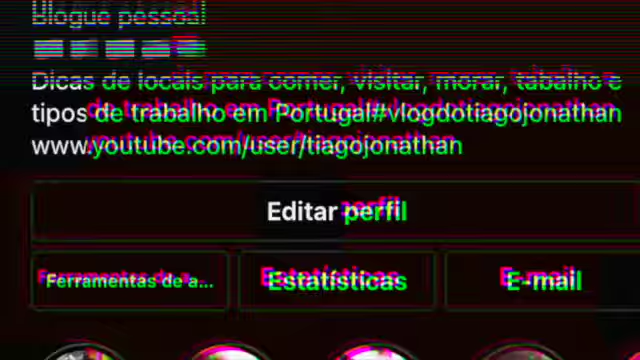 Blogue pessoal
Dicas de locais para comer, visitar, morar, tabalho e
tipos de trabalho em Portugal#vlogdotiagojonathan
www.youtube.com/user/tiagojonathan
Editar perfil
Ferramentas de a...
Estatísticas
E-mail